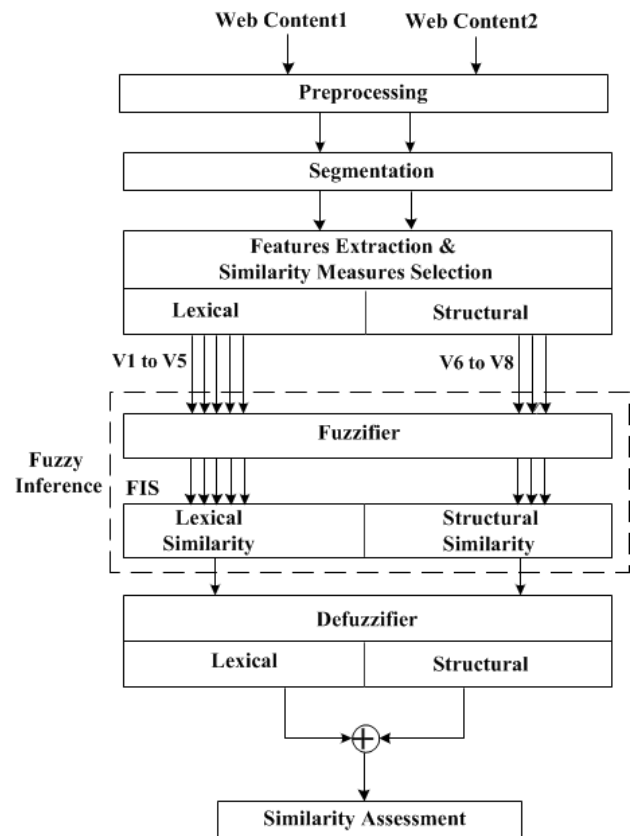 Web Content1 Web Content2
Preprocessing
Segmentation
Features Extraction &
Similarity Measures Selection
Lexical Structural
V1 to V5 V6 to V8
Fuzzifier
Fuzzy
Inference
FIS
Lexical Structural
Similarity Similarity
Defuzzifier
Lexical Structural
Similarity Assessment